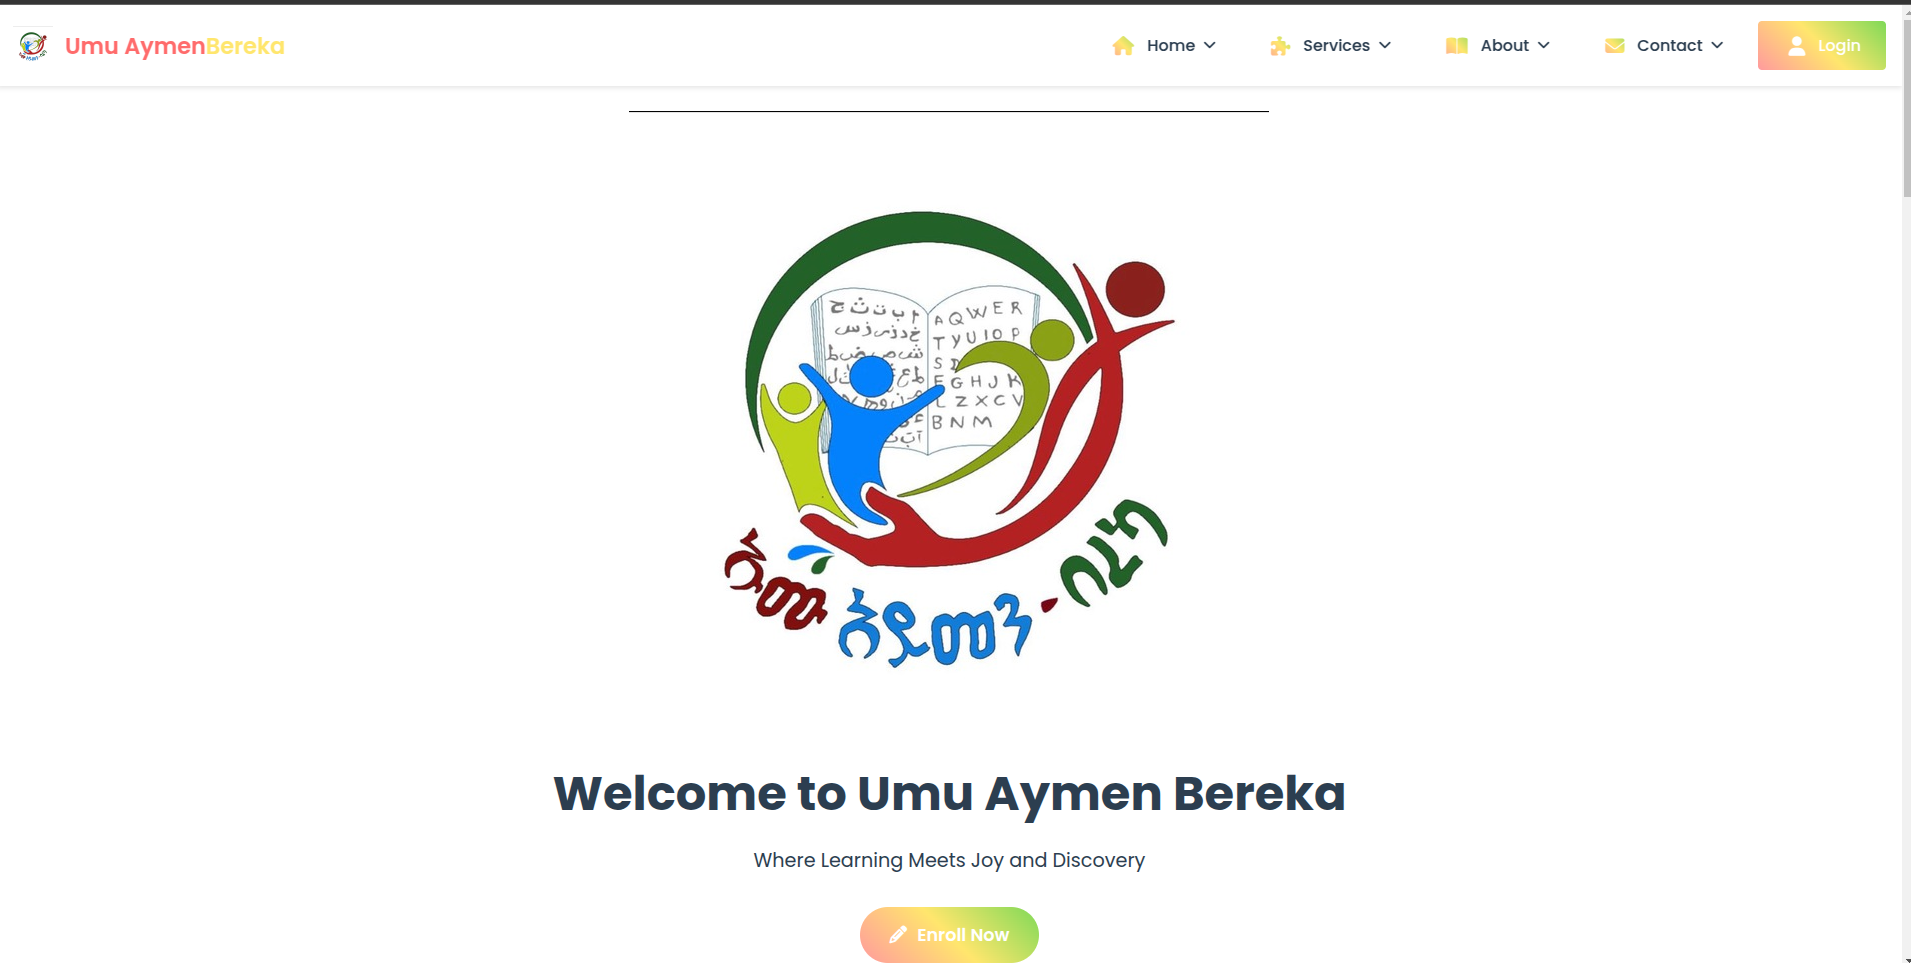 Umu AymenBereka
Home
Services
About
Contact
Login
ا ب ت ث ج
A Q W E R
T Y U I O P
G H J K
Z X C V
B N M
ኡሙ አይመን - በረካ
Welcome to Umu Aymen Bereka
Where Learning Meets Joy and Discovery
Enroll Now